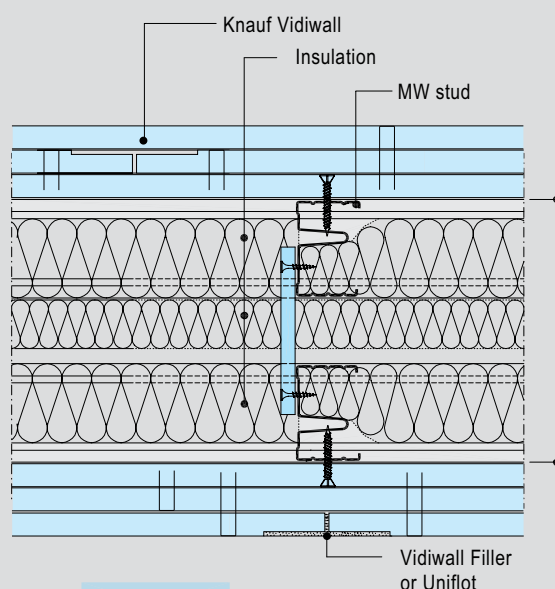 Knauf Vidiwall
Insulation
MW stud
Vidiwall Filler
or Uniflot